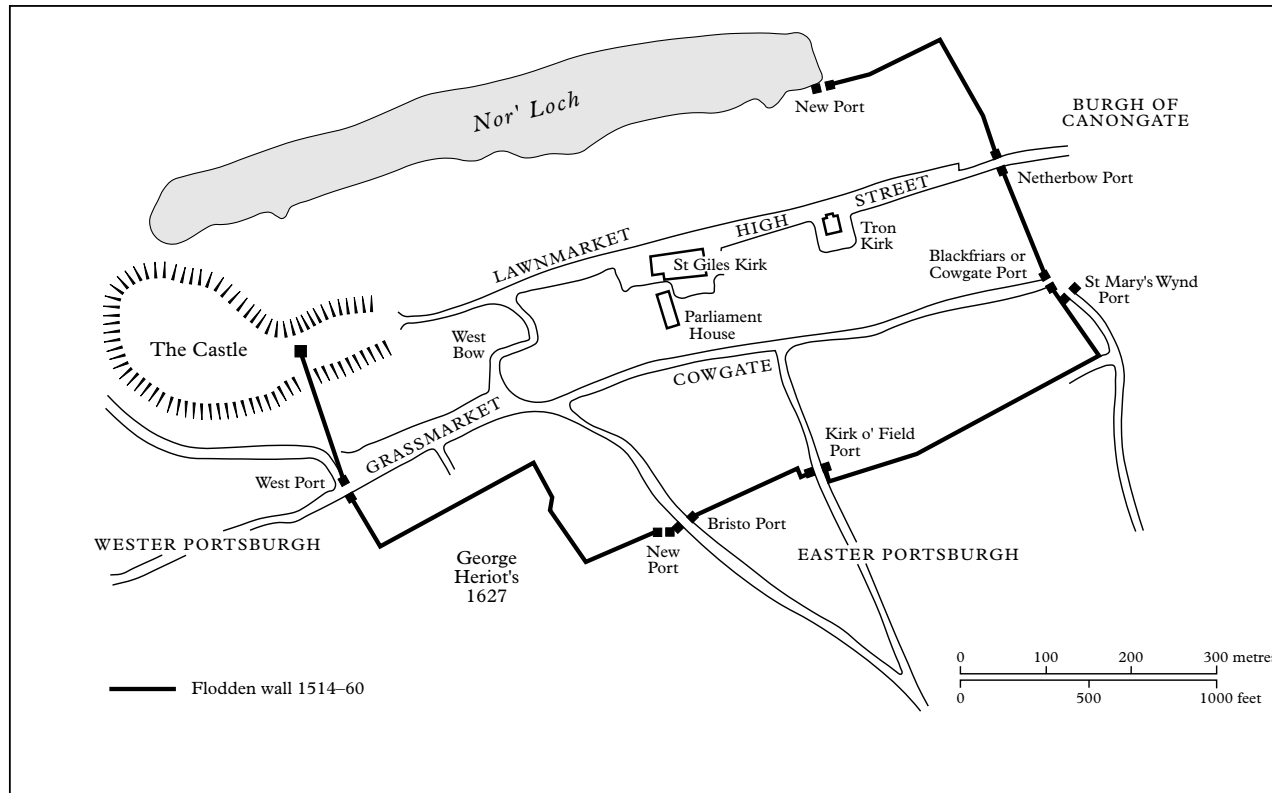 Nor' Loch
New Port
BURGH OF
CANONGATE
Netherbow Port
STREET
HIGH
Tron
Kirk
LAWNMARKET
St Giles Kirk
Blackfriars or
Cowgate Port
St Mary's Wynd
Port
Parliament
House
West
Bow
The Castle
COWGATE
GRASSMARKET
Kirk o' Field
Port
West Port
Bristo Port
WESTER PORTSBURGH
New
Port
EASTER PORTSBURGH
George
Heriot's
1627
0 100 200 300 metres
0 500 1000 feet
Flodden wall 1514–60